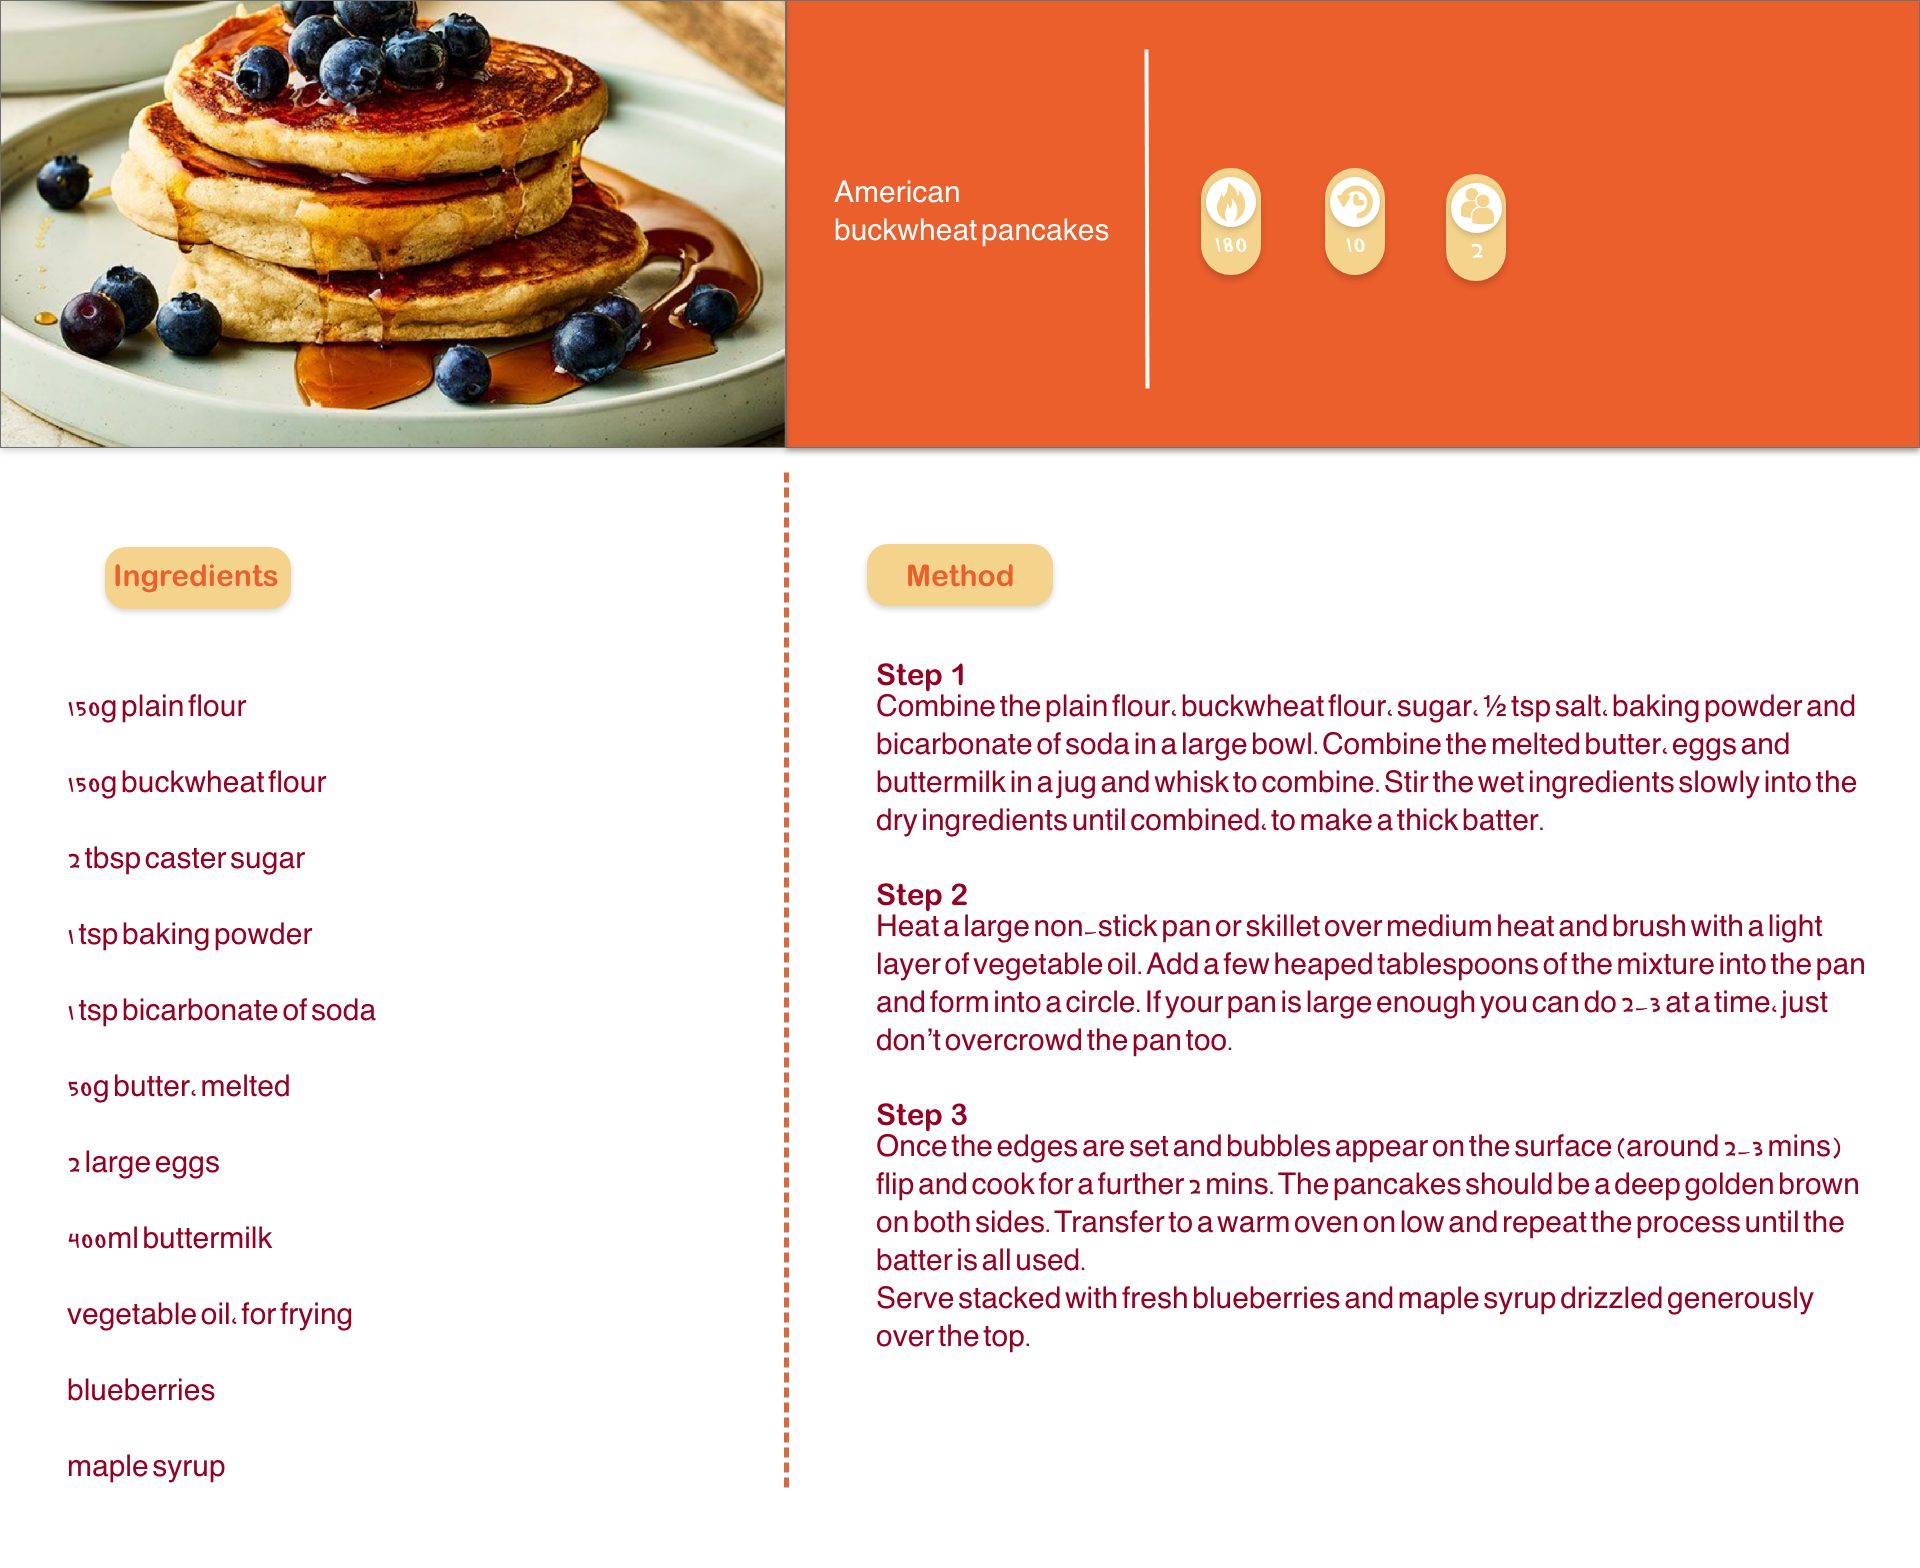 American
buckwheat pancakes
180
10
2
Ingredients
150g plain flour
150g buckwheat flour
2 tbsp caster sugar
1 tsp baking powder
1 tsp bicarbonate of soda
50g butter، melted
2 large eggs
400ml buttermilk
vegetable oil، for frying
blueberries
maple syrup
Method
Step 1
Combine the plain flour، buckwheat flour، sugar، ½ tsp salt، baking powder and
bicarbonate of soda in a large bowl. Combine the melted butter، eggs and
buttermilk in a jug and whisk to combine. Stir the wet ingredients slowly into the
dry ingredients until combined، to make a thick batter.
Step 2
Heat a large non-stick pan or skillet over medium heat and brush with a light
layer of vegetable oil. Add a few heaped tablespoons of the mixture into the pan
and form into a circle. If your pan is large enough you can do 2-3 at a time، just
don’t overcrowd the pan too.
Step 3
Once the edges are set and bubbles appear on the surface (around 2-3 mins)
flip and cook for a further 2 mins. The pancakes should be a deep golden brown
on both sides. Transfer to a warm oven on low and repeat the process until the
batter is all used.
Serve stacked with fresh blueberries and maple syrup drizzled generously
over the top.